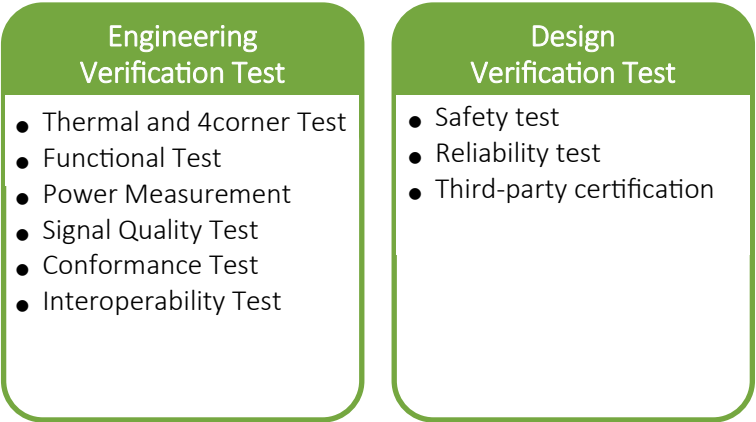 Engineering
Verification Test
● Thermal and 4corner Test
● Functional Test
● Power Measurement
● Signal Quality Test
● Conformance Test
● Interoperability Test
Design
Verification Test
● Safety test
● Reliability test
● Third-party certification